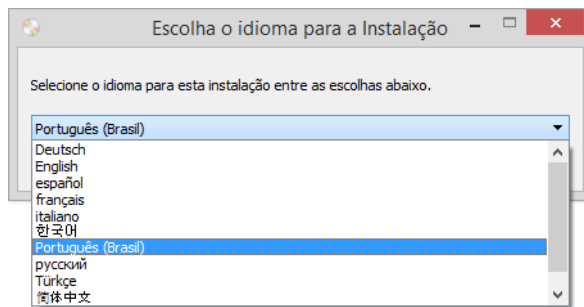 Escolha o idioma para a Instalação
Selecione o idioma para esta instalação entre as escolhas abaixo.
Português (Brasil)
Deutsch
English
español
français
italiano
한국어
Português (Brasil)
русский
Türkçe
简体中文